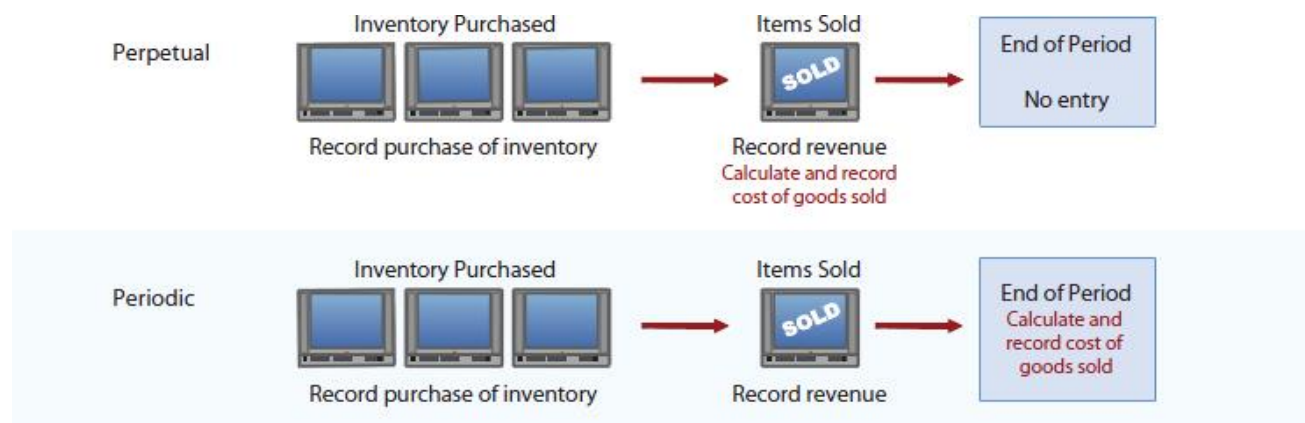 Inventory Purchased
Items Sold
Perpetual
SOLD
End of Period
No entry
Record purchase of inventory
Record revenue
Calculate and record
cost of goods sold
Inventory Purchased
Items Sold
Periodic
SOLD
End of Period
Calculate and
record cost of
goods sold
Record purchase of inventory
Record revenue